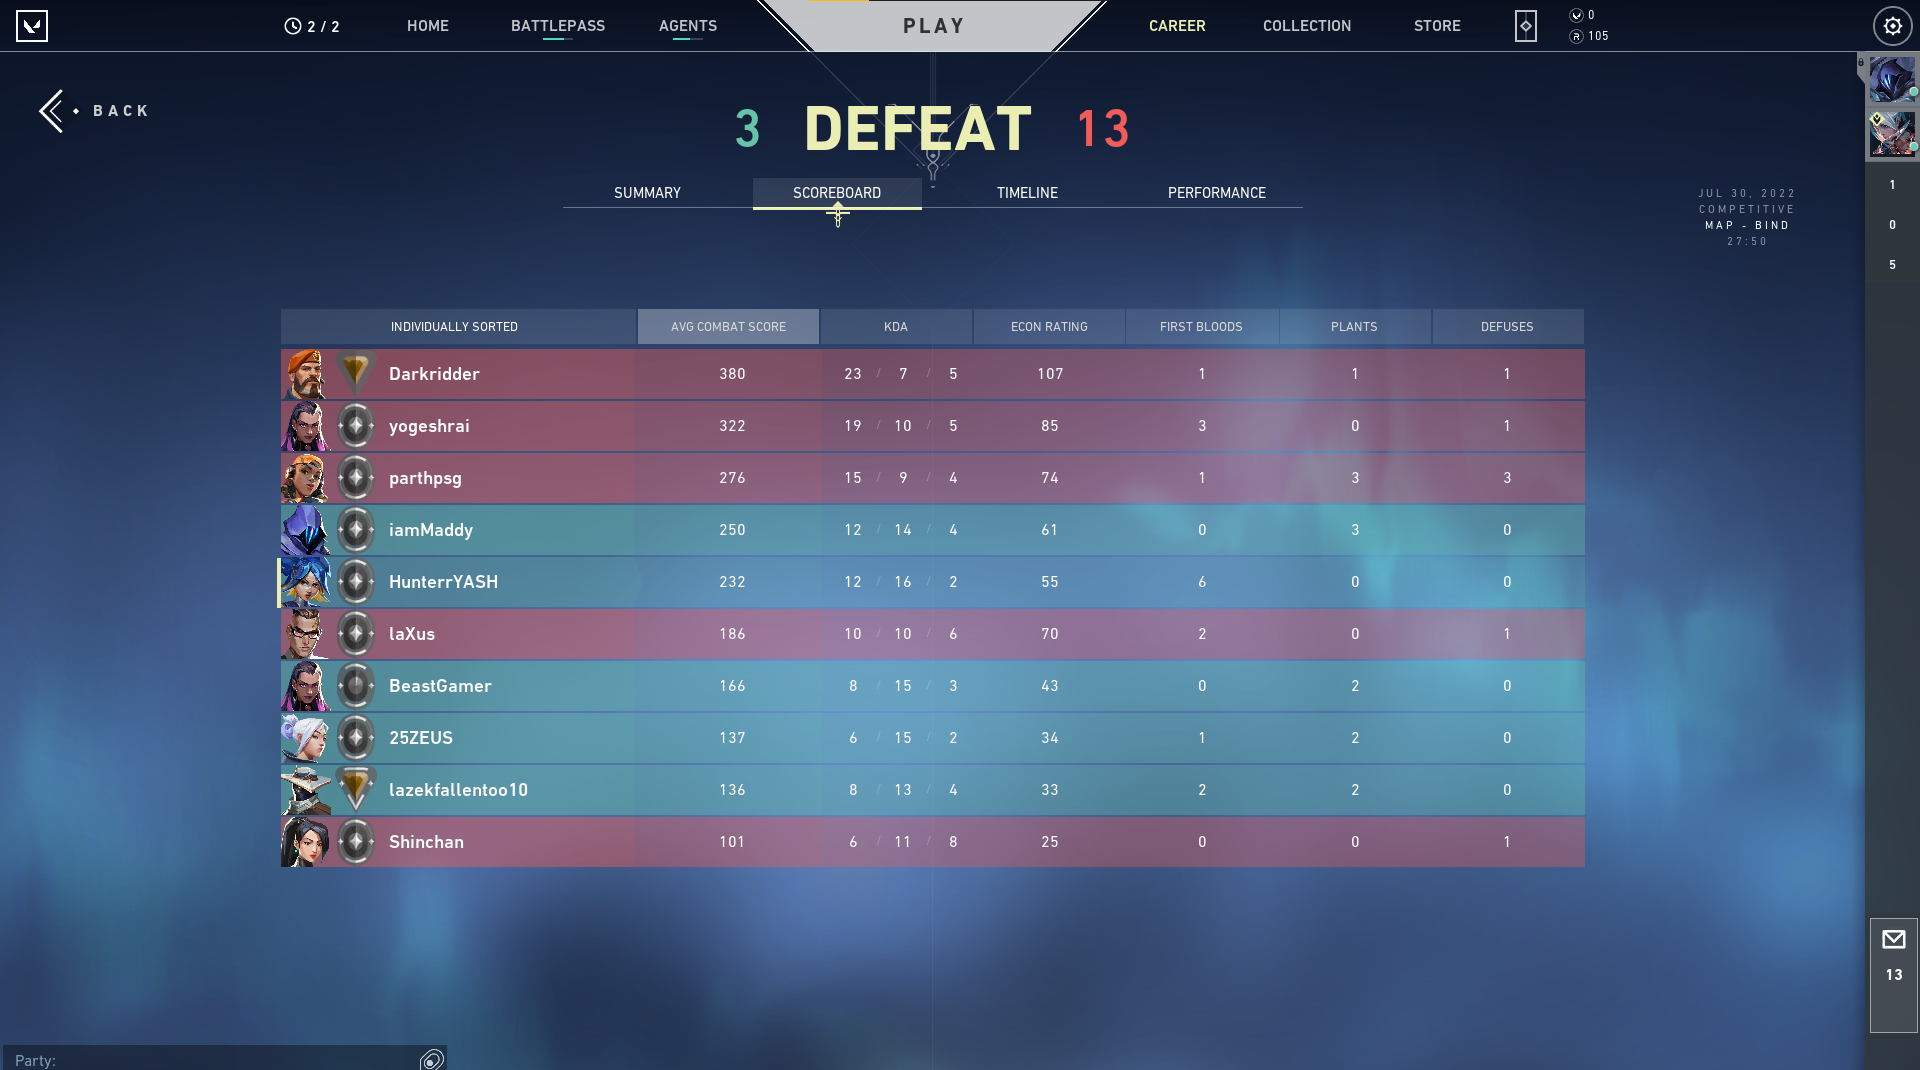 2 / 2 HOME BATTLEPASS AGENTS PLAY CAREER COLLECTION STORE 0
R 105
BACK
3 DEFEAT 13
SUMMARY SCOREBOARD TIMELINE PERFORMANCE
JUL 30, 2022
COMPETITIVE
MAP - BIND
27:50
1
0
5
INDIVIDUALLY SORTED AVG COMBAT SCORE KDA ECON RATING FIRST BLOODS PLANTS DEFUSES
Darkridder 380 23 / 7 / 5 107 1 1 1
yogeshrai 322 19 / 10 / 5 85 3 0 1
parthpsg 276 15 / 9 / 4 74 1 3 3
iamMaddy 250 12 / 14 / 4 61 0 3 0
HunterrYASH 232 12 / 16 / 2 55 6 0 0
laXus 186 10 / 10 / 6 70 2 0 1
BeastGamer 166 8 / 15 / 3 43 0 2 0
25ZEUS 137 6 / 15 / 2 34 1 2 0
lazekfallentoo10 136 8 / 13 / 4 33 2 2 0
Shinchan 101 6 / 11 / 8 25 0 0 1
13
Party: